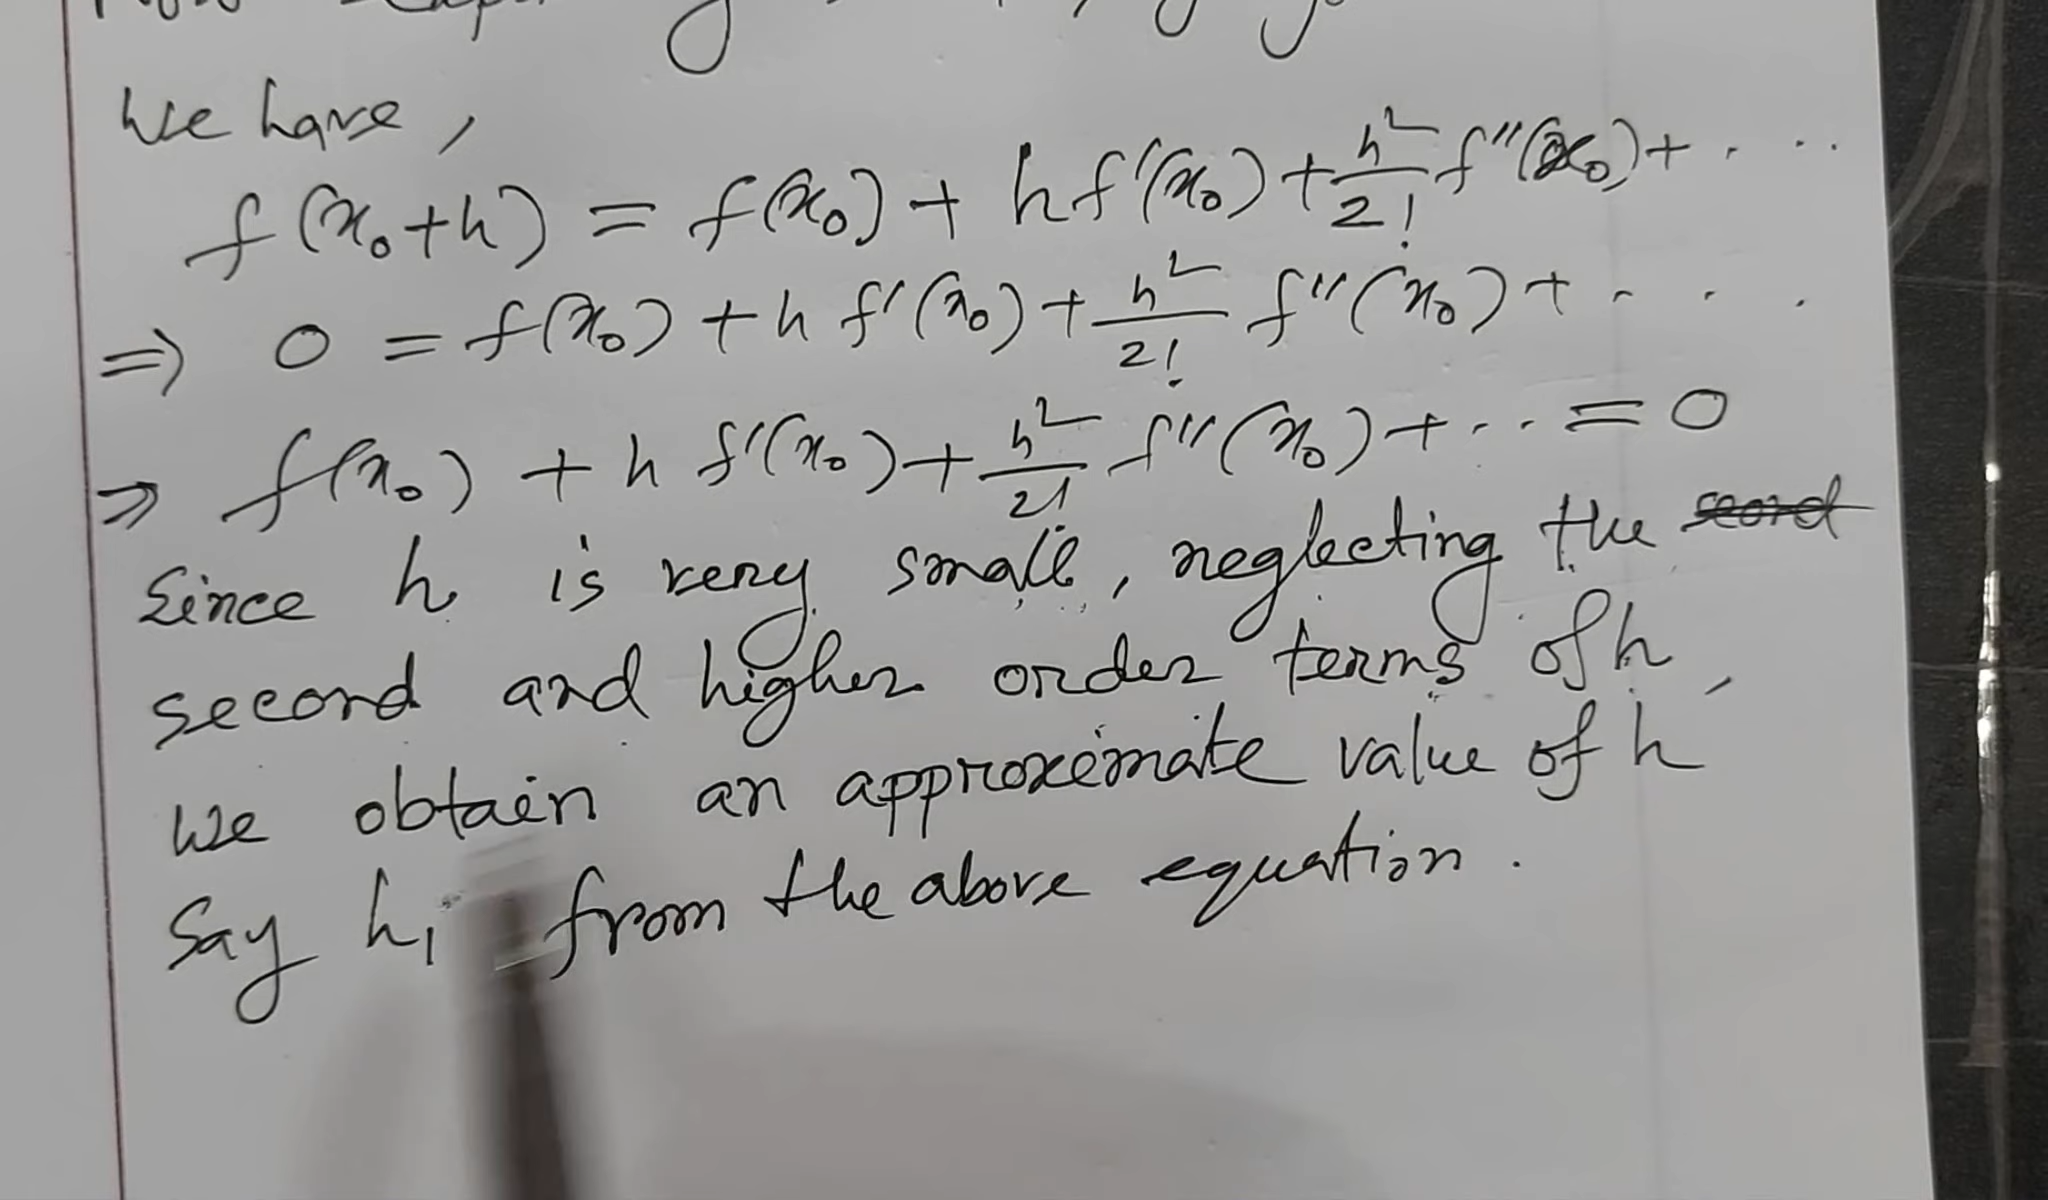 We have,
f(x₀+h) = f(x₀) + hf'(x₀) + h²/2! f''(x₀) + . . . .
⇒ 0 = f(x₀) + h f'(x₀) + h²/2! f''(x₀) + . . .
⇒ f(x₀) + h f'(x₀) + h²/2! f''(x₀) + . . . = 0
Since h is very small, neglecting the
second and higher order terms of h,
we obtain an approximate value of h
say h₁ from the above equation.